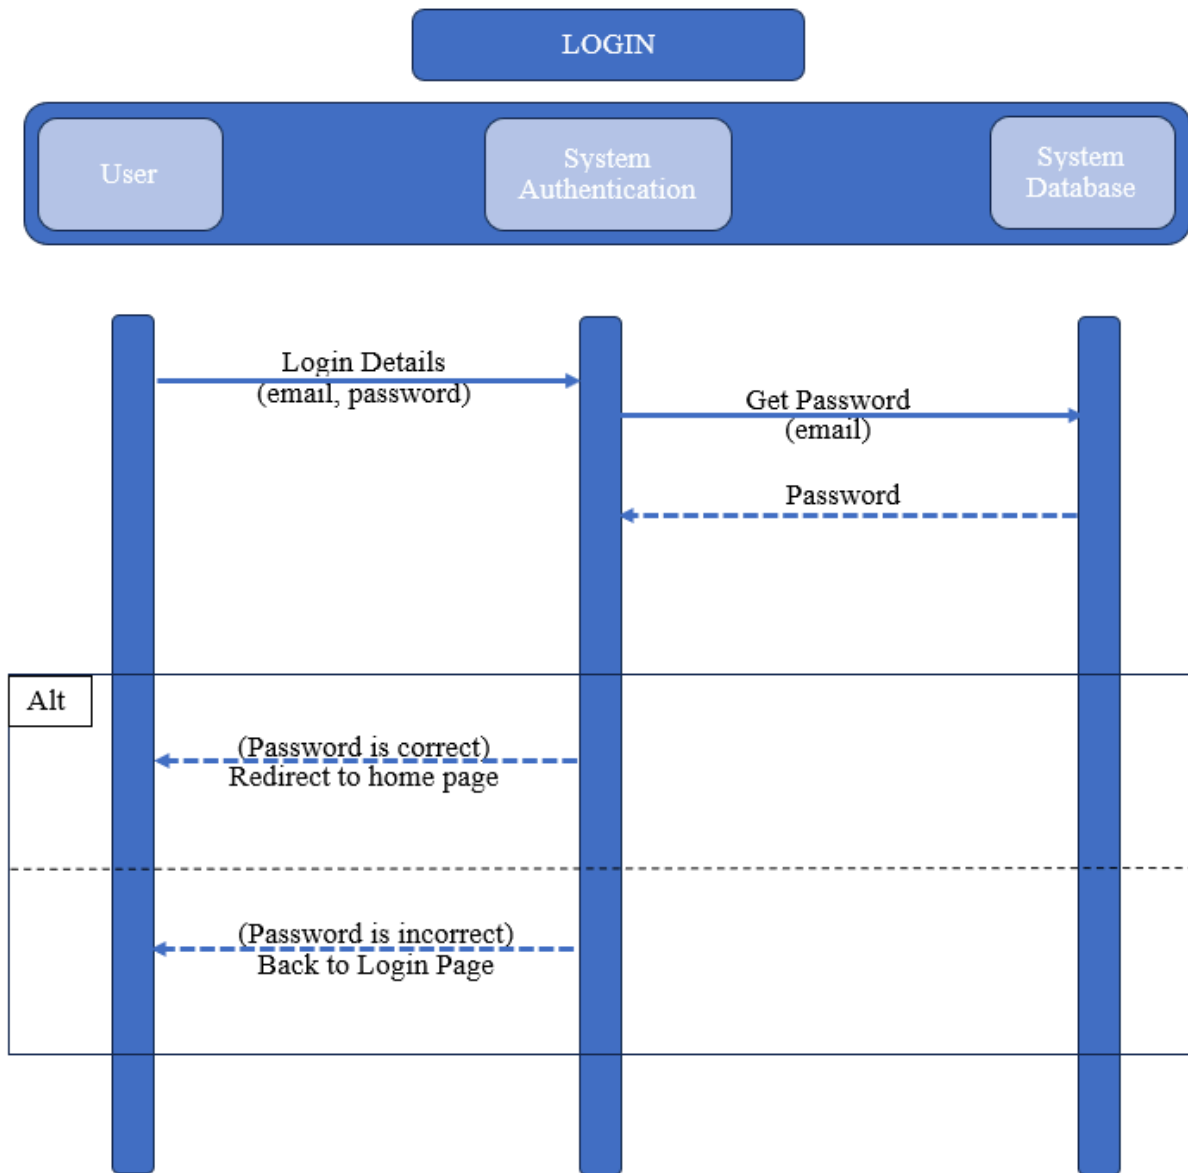 LOGIN
User
System
Authentication
System
Database
Login Details
(email, password)
Get Password
(email)
Password
Alt
(Password is correct)
Redirect to home page
(Password is incorrect)
Back to Login Page